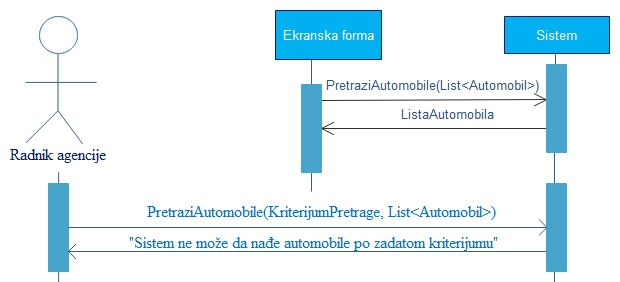 Ekranska forma
Sistem
PretraziAutomobile(List<Automobil>)
ListaAutomobila
Radnik agencije
PretraziAutomobile(KriterijumPretrage, List<Automobil>)
"Sistem ne može da nađe automobile po zadatom kriterijumu"